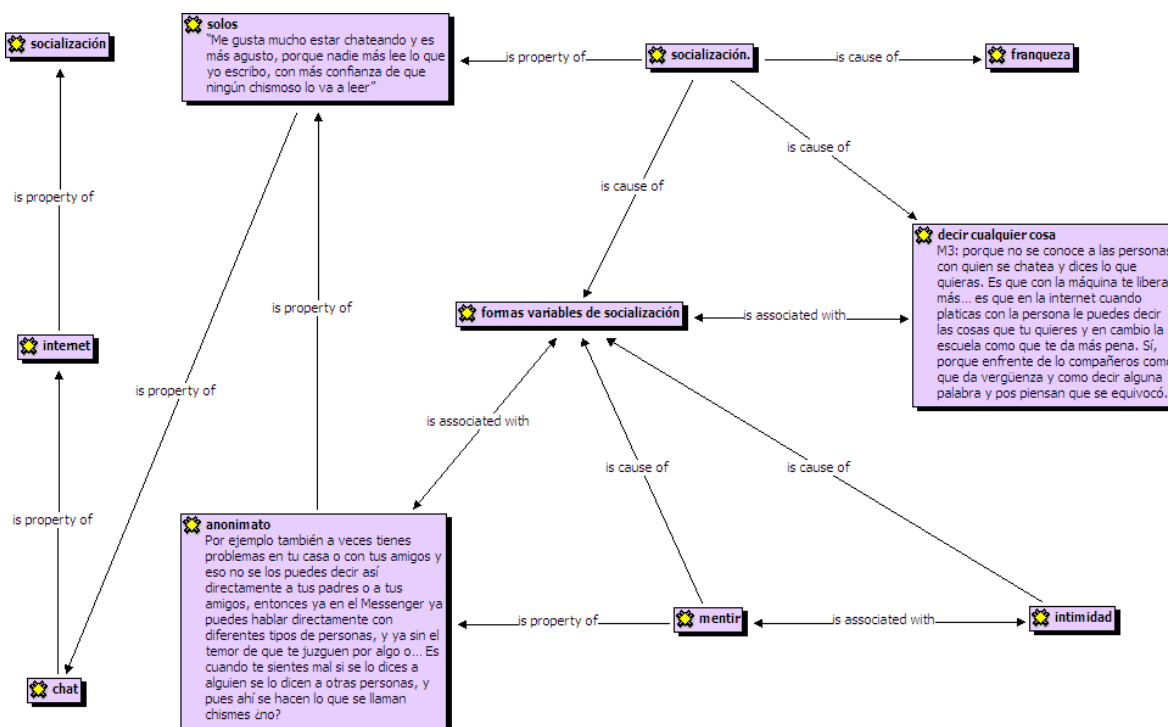 socialización
solos
"Me gusta mucho estar chateando y es
más agusto, porque nadie más lee lo que
yo escribo, con más confianza de que
ningún chismoso lo va a leer"
is property of
socialización.
is cause of
franqueza
is cause of
is cause of
is property of
decir cualquier cosa
M3: porque no se conoce a las personas
con quien se chatea y dices lo que
quieras. Es que con la máquina te libera
más... es que en la internet cuando
platicas con la persona le puedes decir
las cosas que tu quieres y en cambio la
escuela como que te da más pena. Sí,
porque enfrente de lo compañeros como
que da vergüenza y como decir alguna
palabra y pos piensan que se equivocó.
is property of
formas variables de socialización
is associated with
internet
is property of
is associated with
is cause of
is cause of
is property of
anonimato
Por ejemplo también a veces tienes
problemas en tu casa o con tus amigos y
eso no se los puedes decir así
directamente a tus padres o a tus
amigos, entonces ya en el Messenger ya
puedes hablar directamente con
diferentes tipos de personas, y ya sin el
temor de que te juzguen por algo o... Es
cuando te sientes mal si se lo dices a
alguien se lo dicen a otras personas, y
pues ahí se hacen lo que se llaman
chismes ¿no?
is property of
mentir
is associated with
intimidad
chat